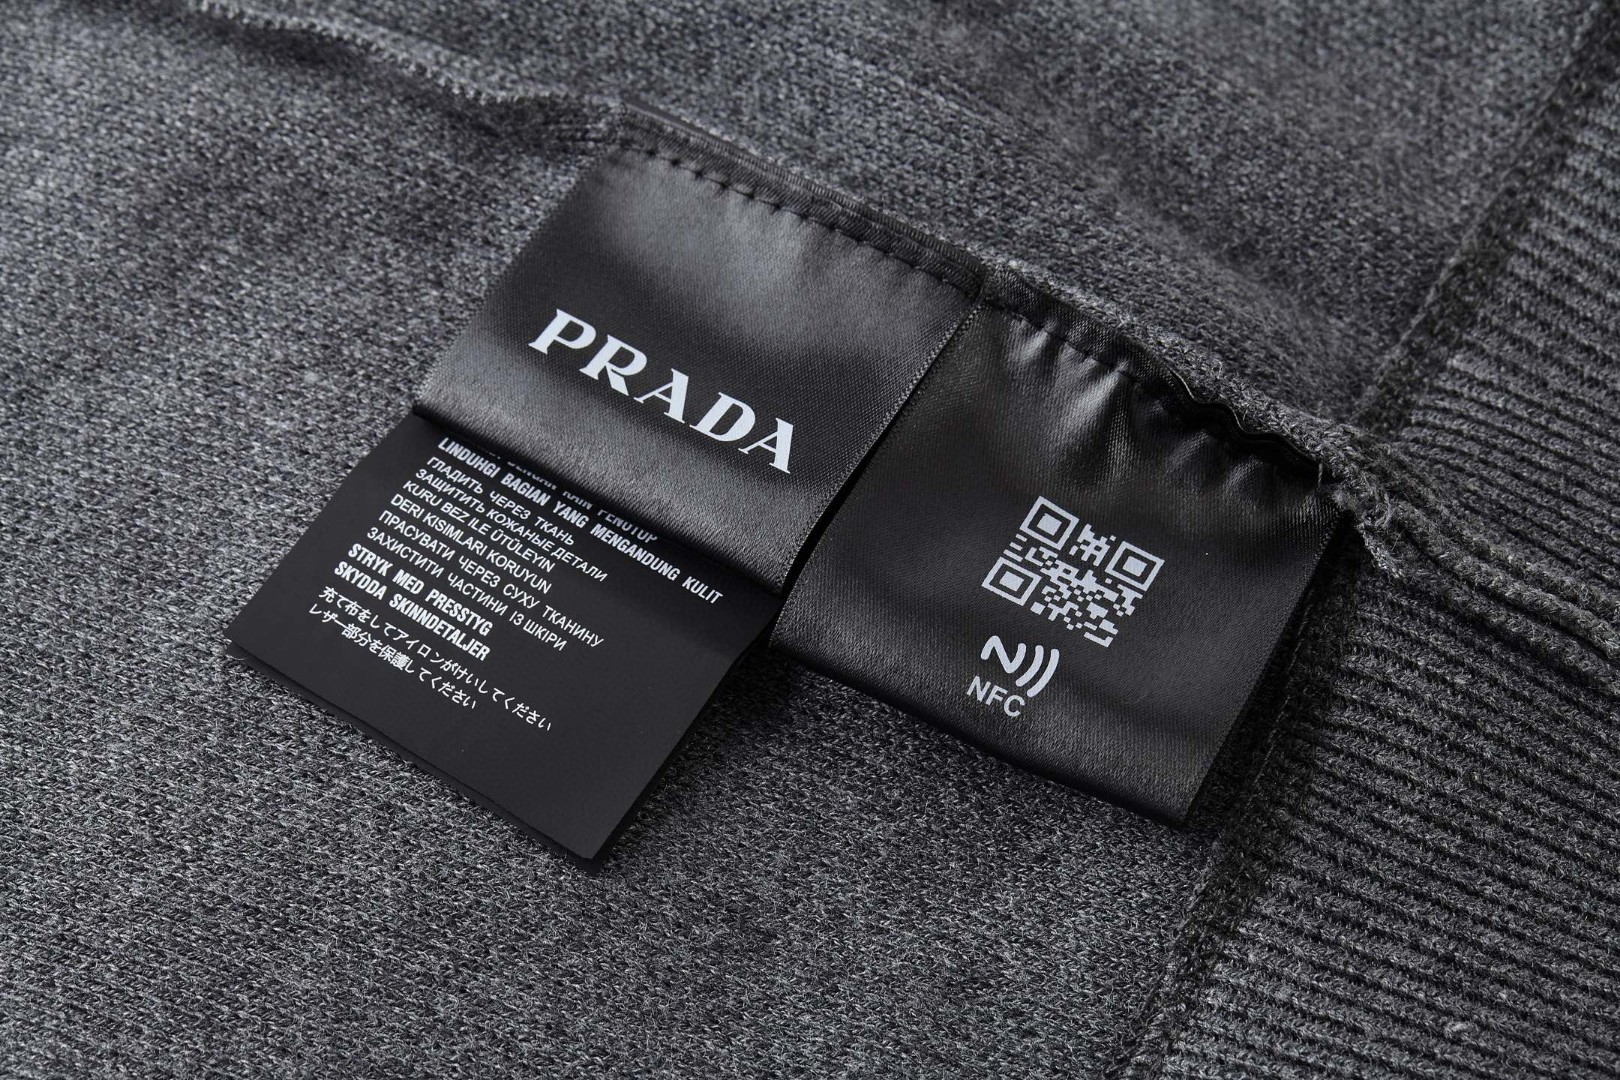 PRADA
LINDUHGI BAGIAN YANG MENGANDUNG KULIT
ГЛАДИТЬ ЧЕРЕЗ ТКАНЬ
ЗАЩИТИТЬ КОЖАНЫЕ ДЕТАЛИ
KURU BEZ ILE ÜTÜLEYIN
DERI KISIMLARI KORUYUN
ПРАСУВАТИ ЧЕРЕЗ СУХУ ТКАНИНУ
ЗАХИСТИТИ ЧАСТИНИ ІЗ ШКІРИ
STRYK MED PRESSTYG
SKYDDA SKINNDETALJER
充て布をしてアイロンがけいしてください
レザー部分を保護してください
NFC